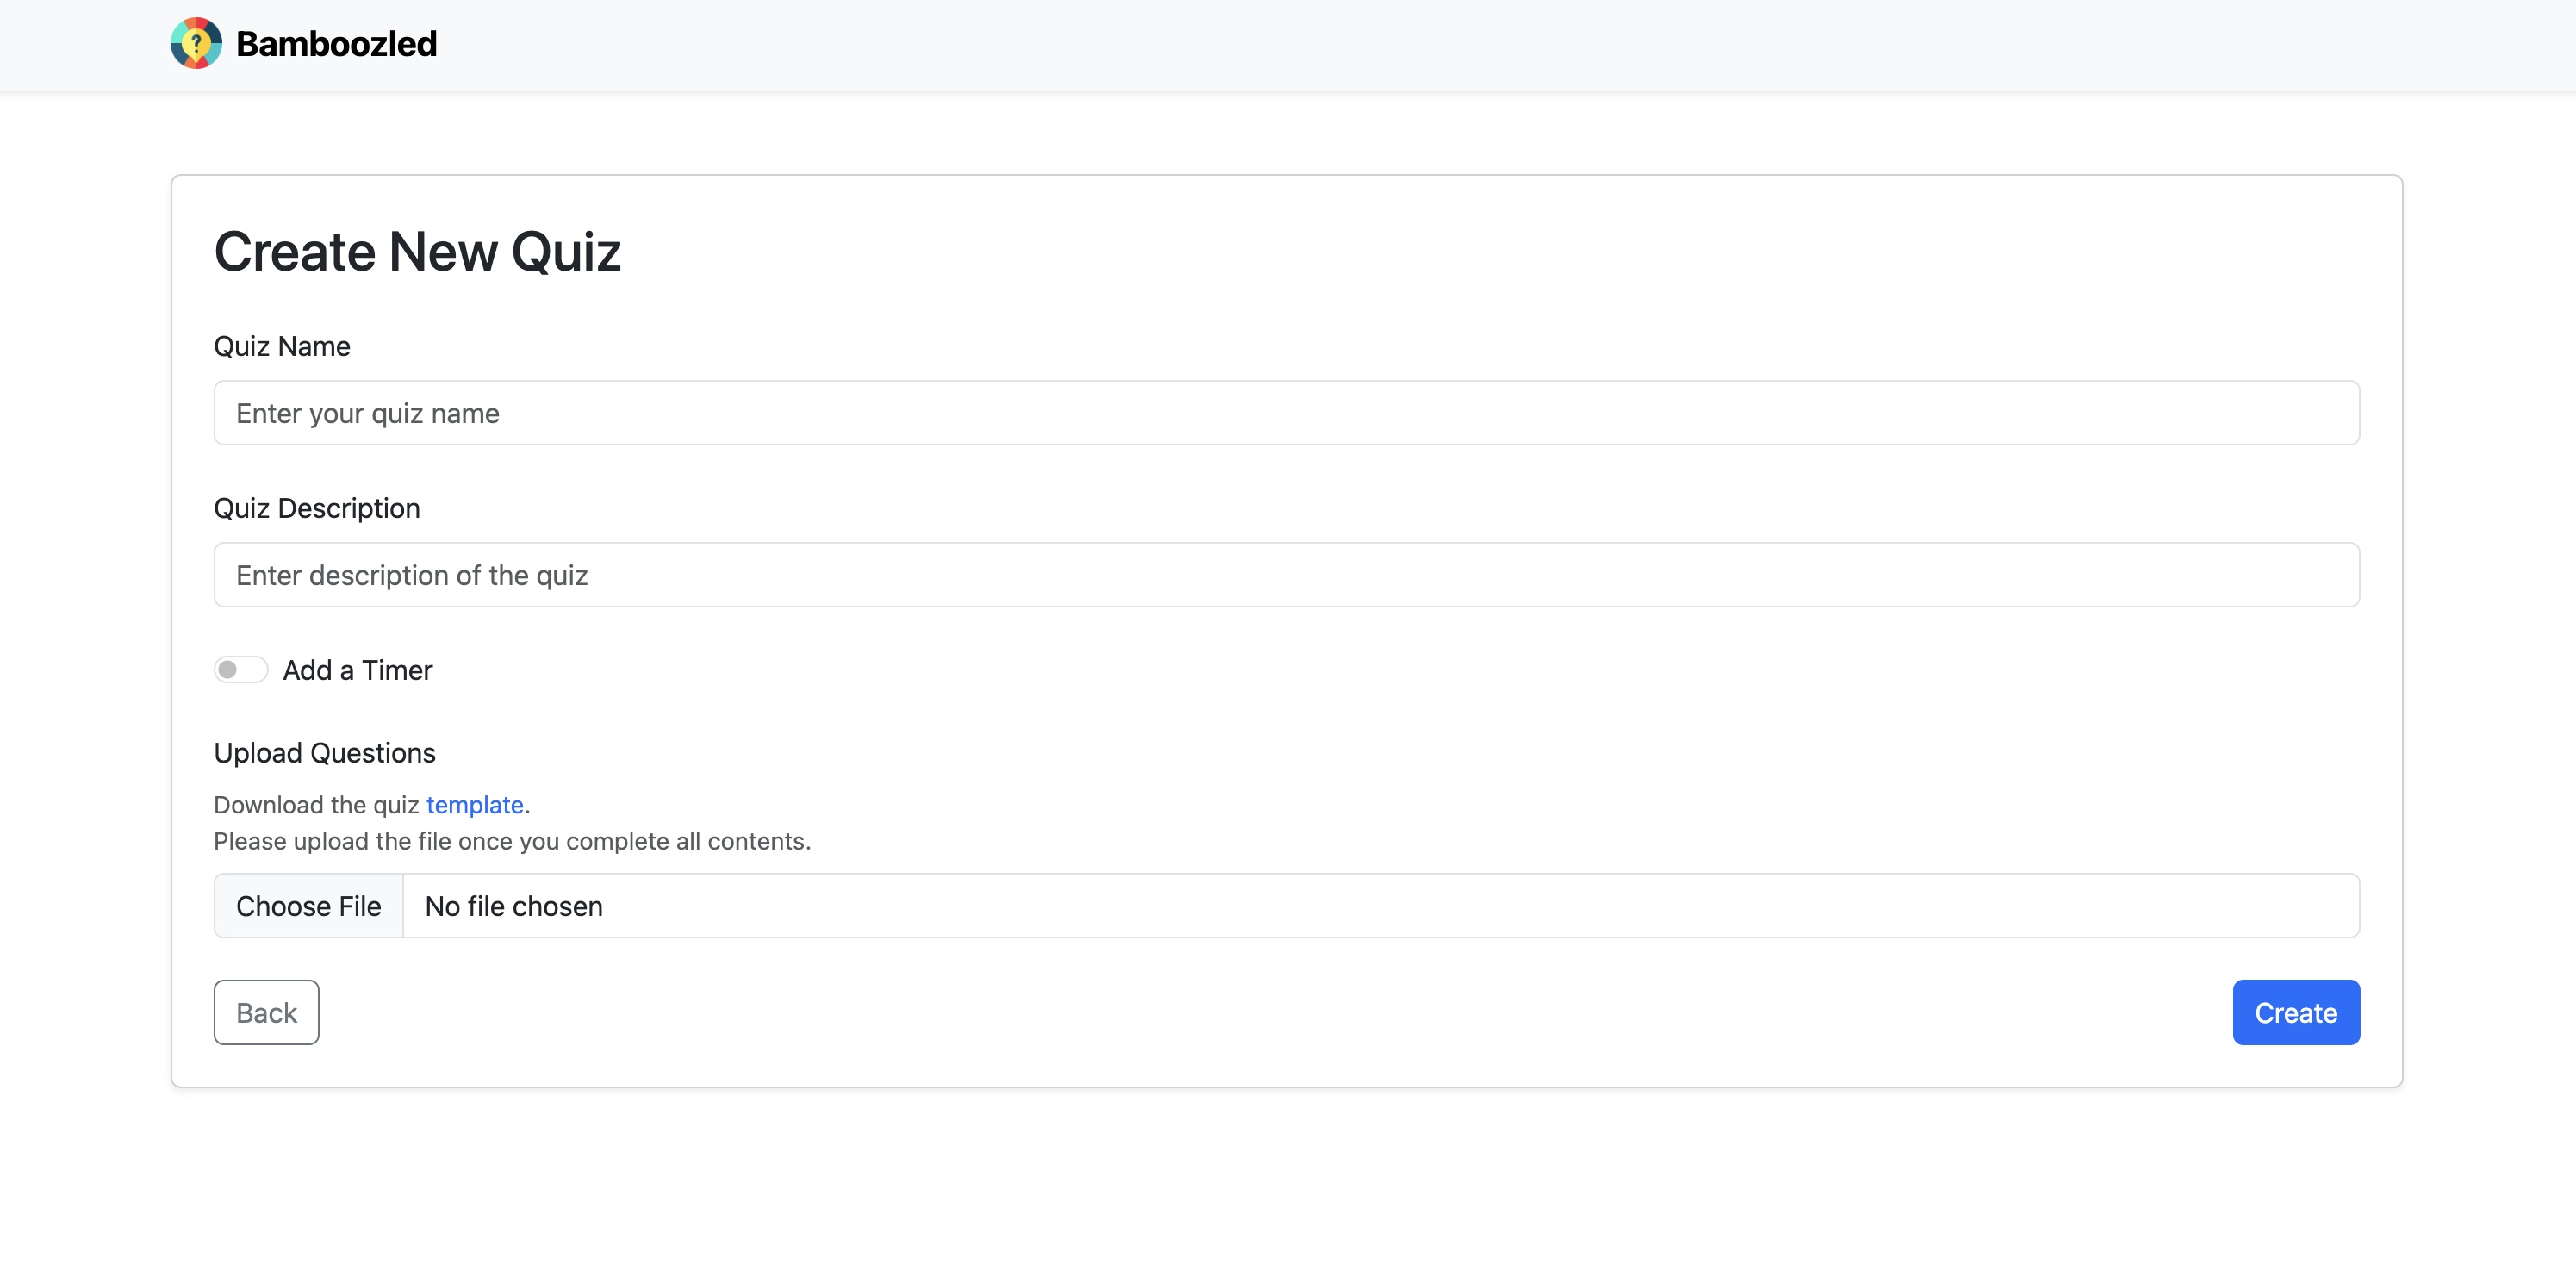 ?
Bamboozled
Create New Quiz
Quiz Name
Enter your quiz name
Quiz Description
Enter description of the quiz
Add a Timer
Upload Questions
Download the quiz template.
Please upload the file once you complete all contents.
Choose File No file chosen
Back Create